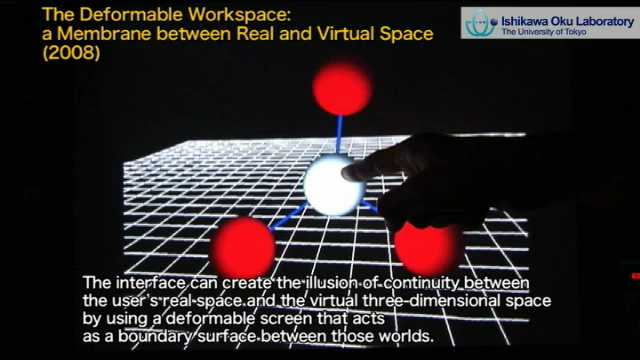 The Deformable Workspace:
a Membrane between Real and Virtual Space
(2008)
Ishikawa Oku Laboratory
The University of Tokyo
The interface can create the illusion of continuity between
the user's real space and the virtual three-dimensional space
by using a deformable screen that acts
as a boundary surface between those worlds.